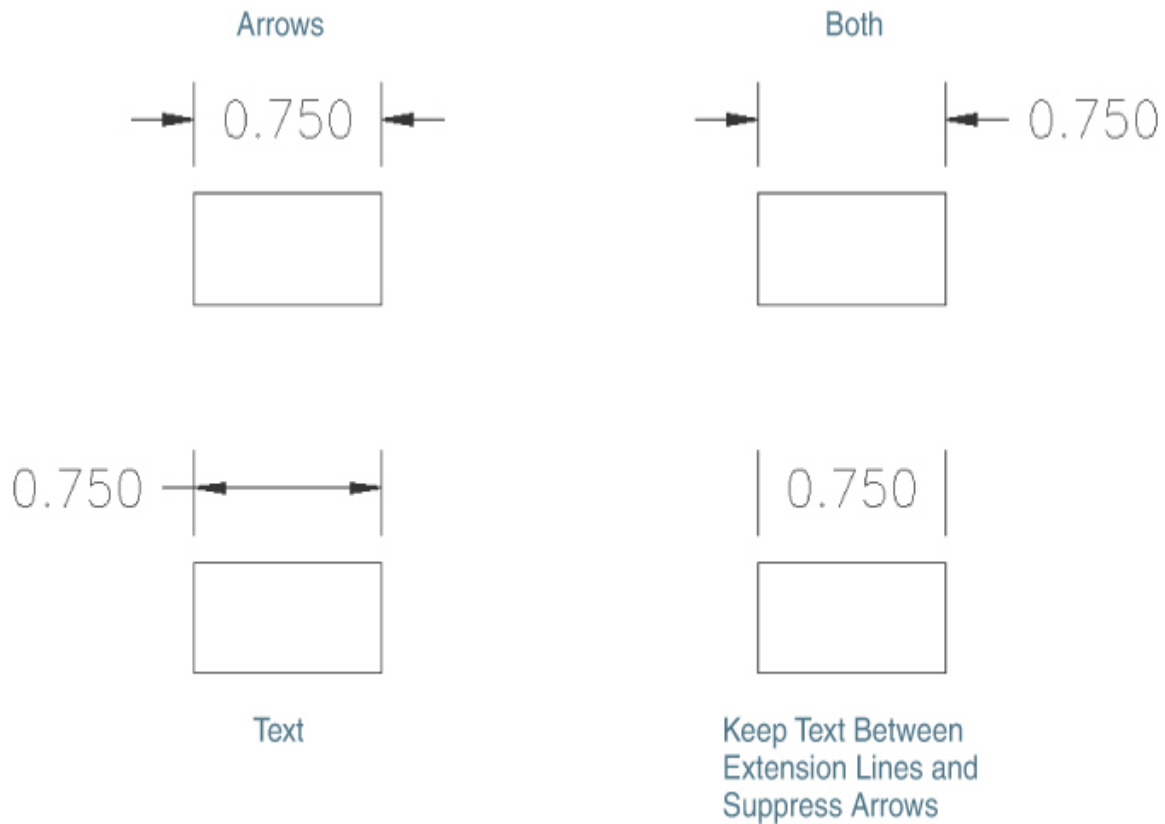 Arrows
Both
0.750
0.750
0.750
0.750
Text
Keep Text Between
Extension Lines and
Suppress Arrows